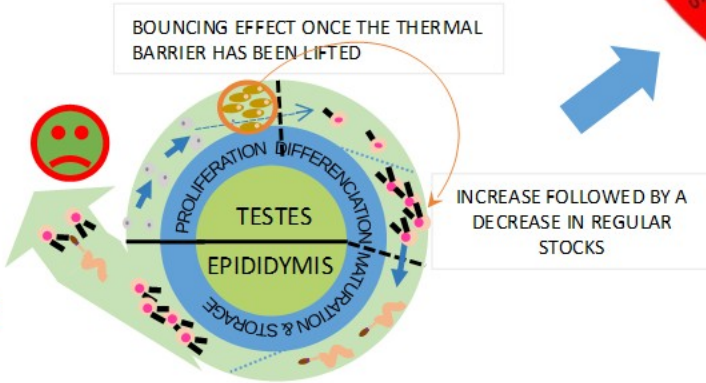 BOUNCING EFFECT ONCE THE THERMAL
BARRIER HAS BEEN LIFTED
PROLIFERATION
DIFFERENCIATION
TESTES
EPIDIDYMIS
MATURATION & STORAGE
INCREASE FOLLOWED BY A
DECREASE IN REGULAR
STOCKS